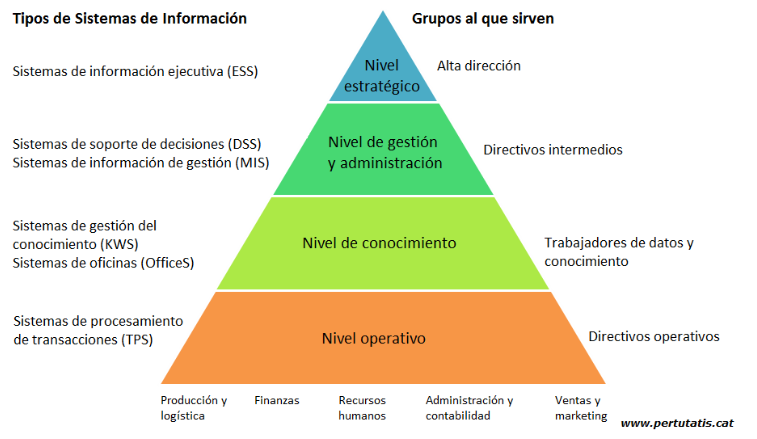 Tipos de Sistemas de Información
Grupos al que sirven
Sistemas de información ejecutiva (ESS)
Nivel
estratégico
Alta dirección
Sistemas de soporte de decisiones (DSS)
Sistemas de información de gestión (MIS)
Nivel de gestión
y administración
Directivos intermedios
Sistemas de gestión del
conocimiento (KWS)
Sistemas de oficinas (OfficeS)
Nivel de conocimiento
Trabajadores de datos y
conocimiento
Sistemas de procesamiento
de transacciones (TPS)
Nivel operativo
Directivos operativos
Producción y
logística
Finanzas
Recursos
humanos
Administración y
contabilidad
Ventas y
marketing
www.pertutatis.cat